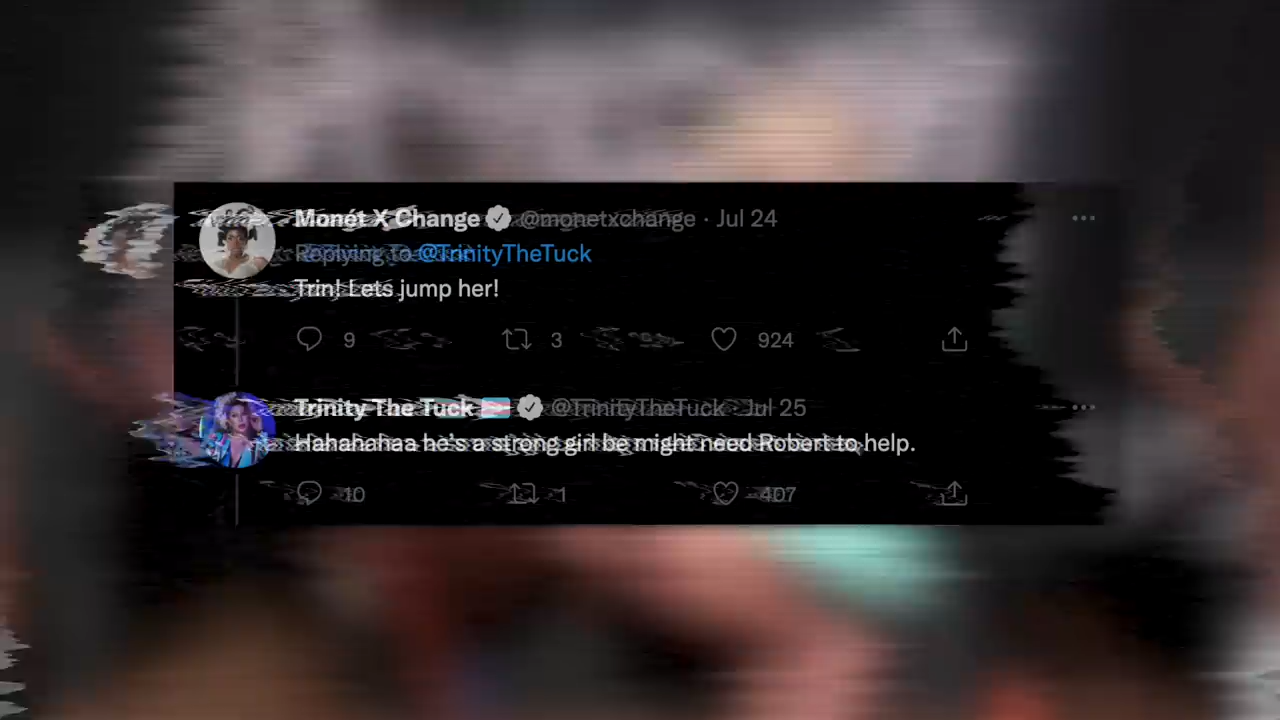 Monét X Change @monetxchange · Jul 24
Replying To @TrinityTheTuck
Trin! Lets jump her!
9 3 924
Trinity The Tuck @TrinityTheTuck · Jul 25
Hahahahaa he's a strong girl be might need Robert to help.
10 1 407